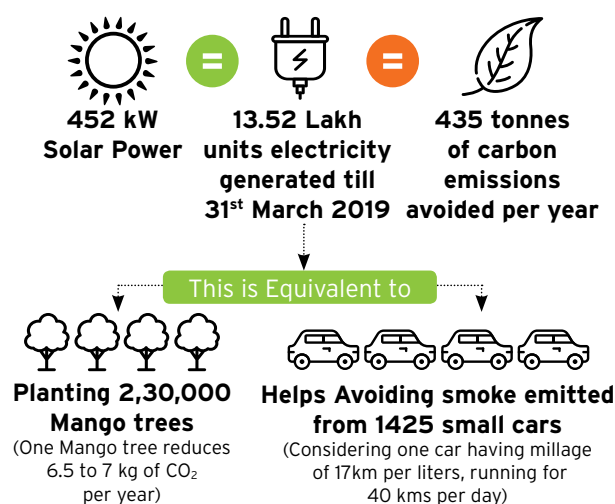 452 kW
Solar Power
=
13.52 Lakh
units electricity
generated till
31st March 2019
=
435 tonnes
of carbon
emissions
avoided per year
This is Equivalent to
Planting 2,30,000
Mango trees
(One Mango tree reduces
6.5 to 7 kg of CO₂
per year)
Helps Avoiding smoke emitted
from 1425 small cars
(Considering one car having millage
of 17km per liters, running for
40 kms per day)